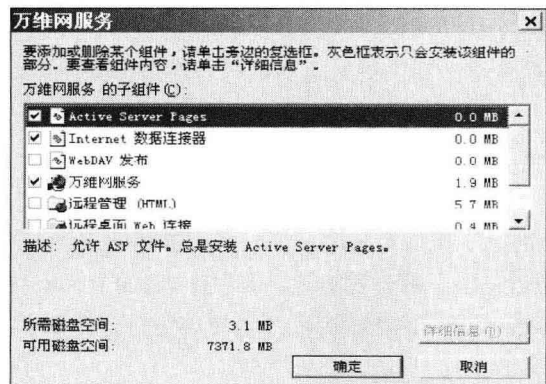 万维网服务
要添加或删除某个组件，请单击旁边的复选框。灰色框表示只会安装该组件的
部分。要查看组件内容，请单击“详细信息”。
万维网服务 的子组件(C):
Active Server Pages 0.0 MB
Internet 数据连接器 0.0 MB
WebDAV 发布 0.0 MB
万维网服务 1.9 MB
远程管理 (HTML) 5.7 MB
远程桌面 Web 连接 0.4 MB
描述: 允许 ASP 文件。总是安装 Active Server Pages。
所需磁盘空间: 3.1 MB
可用磁盘空间: 7371.8 MB
详细信息(D)
确定 取消